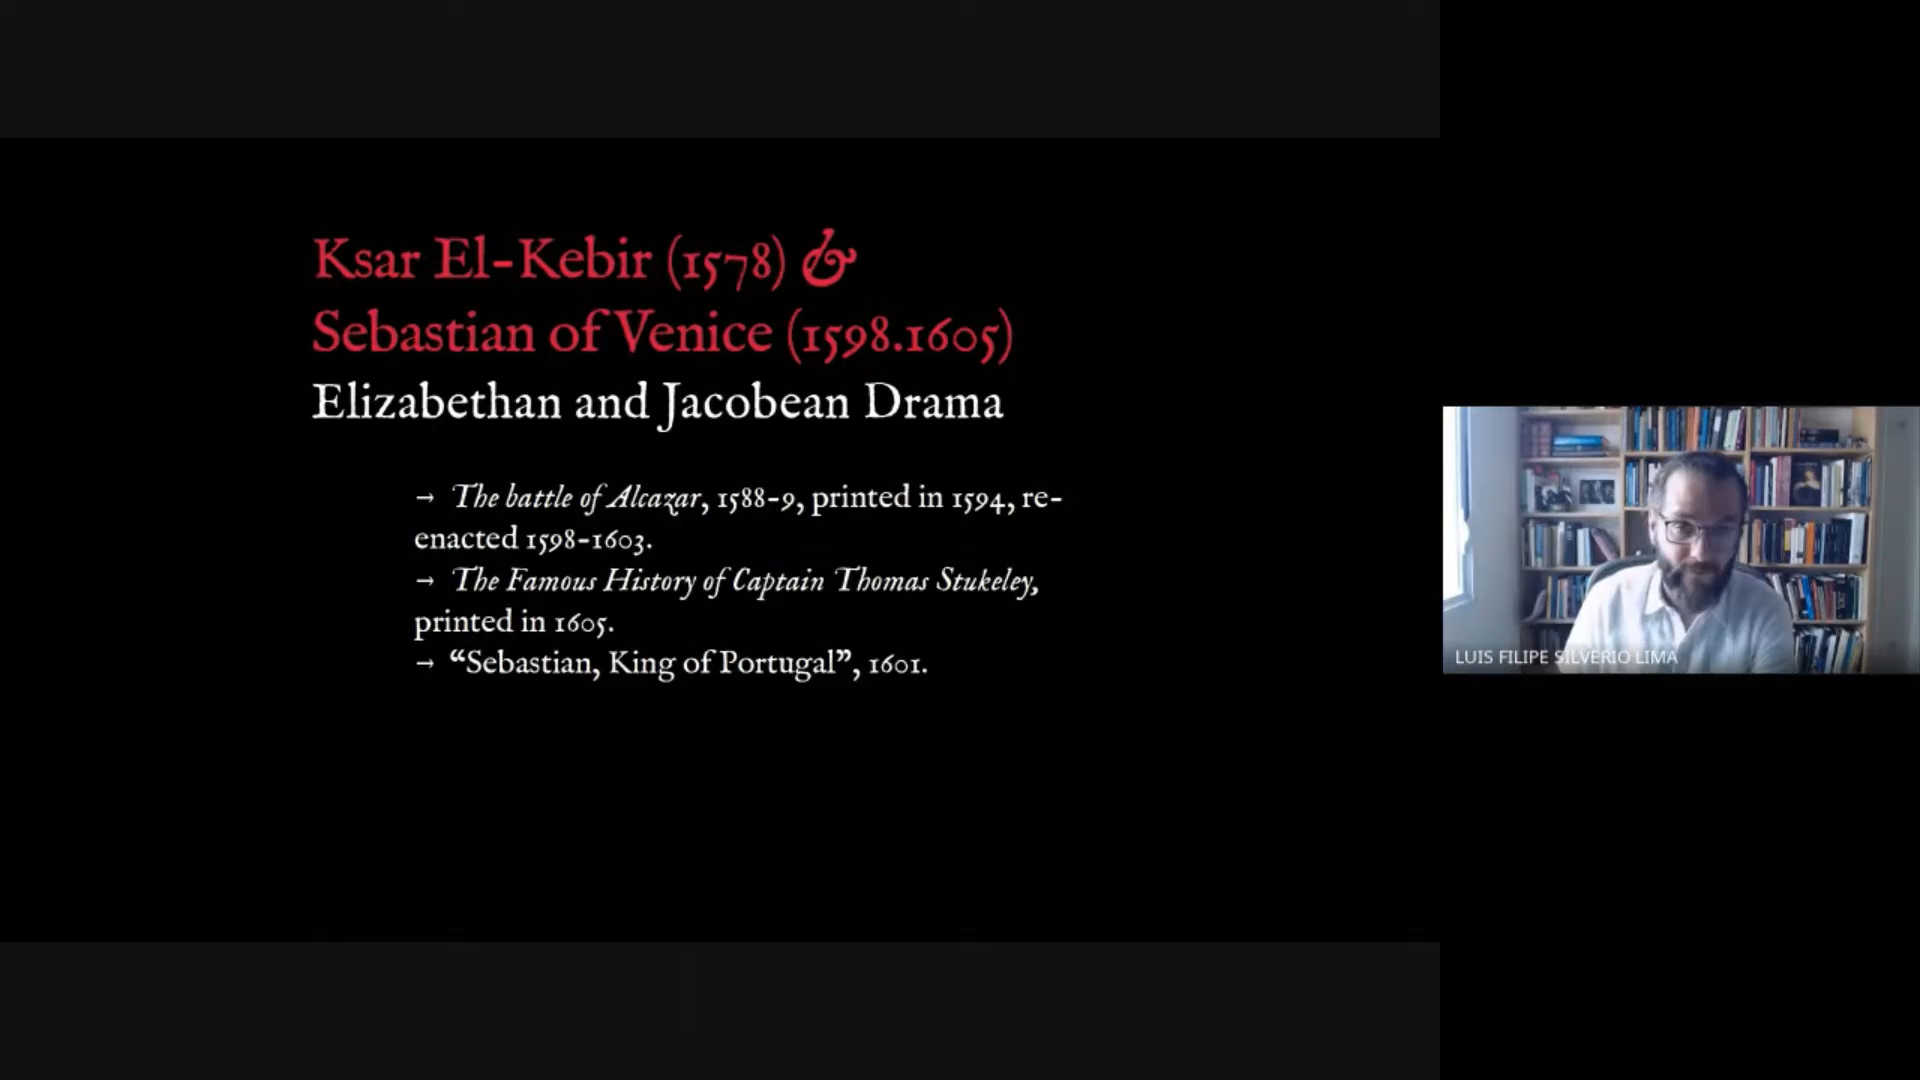 Ksar El-Kebir (1578) &
Sebastian of Venice (1598.1605)
Elizabethan and Jacobean Drama
→ The battle of Alcazar, 1588-9, printed in 1594, re-
enacted 1598-1603.
→ The Famous History of Captain Thomas Stukeley,
printed in 1605.
→ “Sebastian, King of Portugal”, 1601.
LUIS FILIPE SILVERIO LIMA